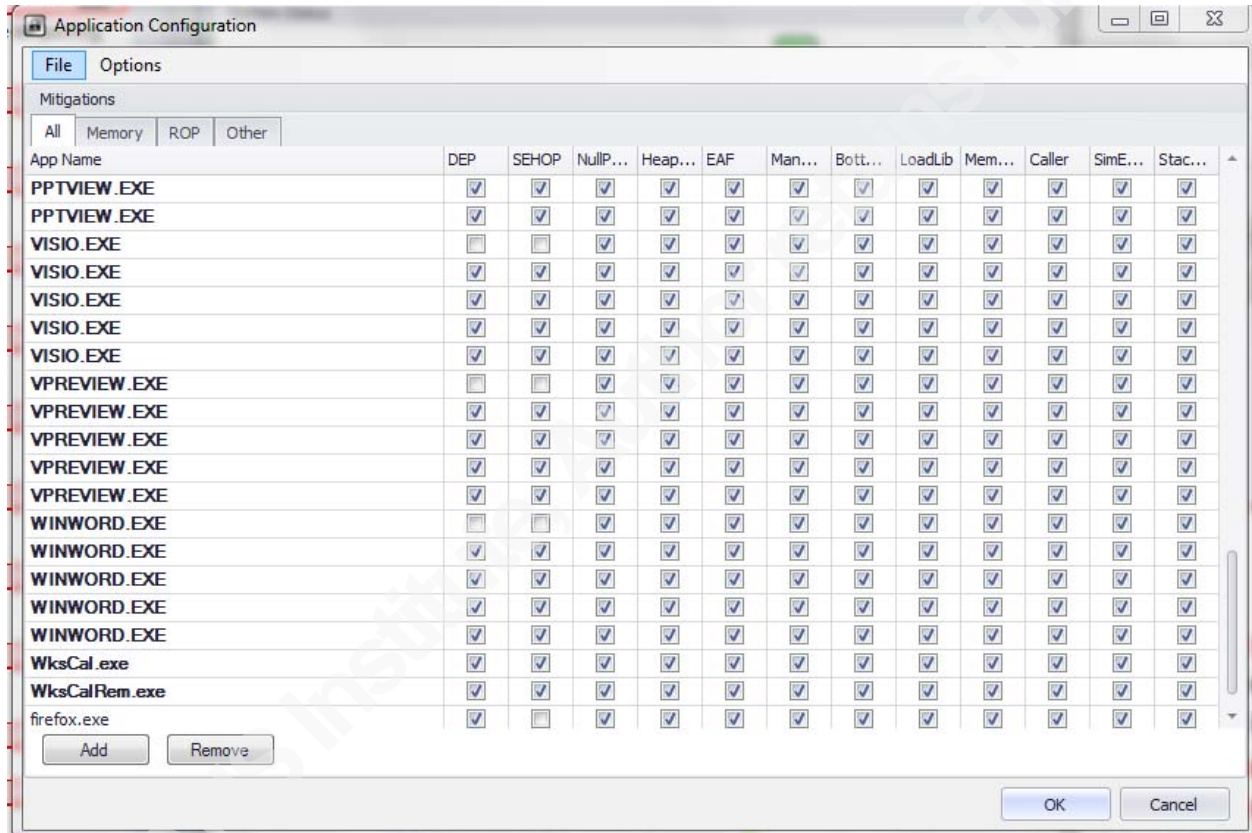 Application Configuration
File Options
Mitigations
All Memory ROP Other
App Name DEP SEHOP NullP... Heap... EAF Man... Bott... LoadLib Mem... Caller SimE... Stac...
PPTVIEW.EXE
PPTVIEW.EXE
VISIO.EXE
VISIO.EXE
VISIO.EXE
VISIO.EXE
VISIO.EXE
VPREVIEW.EXE
VPREVIEW.EXE
VPREVIEW.EXE
VPREVIEW.EXE
VPREVIEW.EXE
WINWORD.EXE
WINWORD.EXE
WINWORD.EXE
WINWORD.EXE
WINWORD.EXE
WksCal.exe
WksCalRem.exe
firefox.exe
Add Remove
OK Cancel
Institute, Author retains